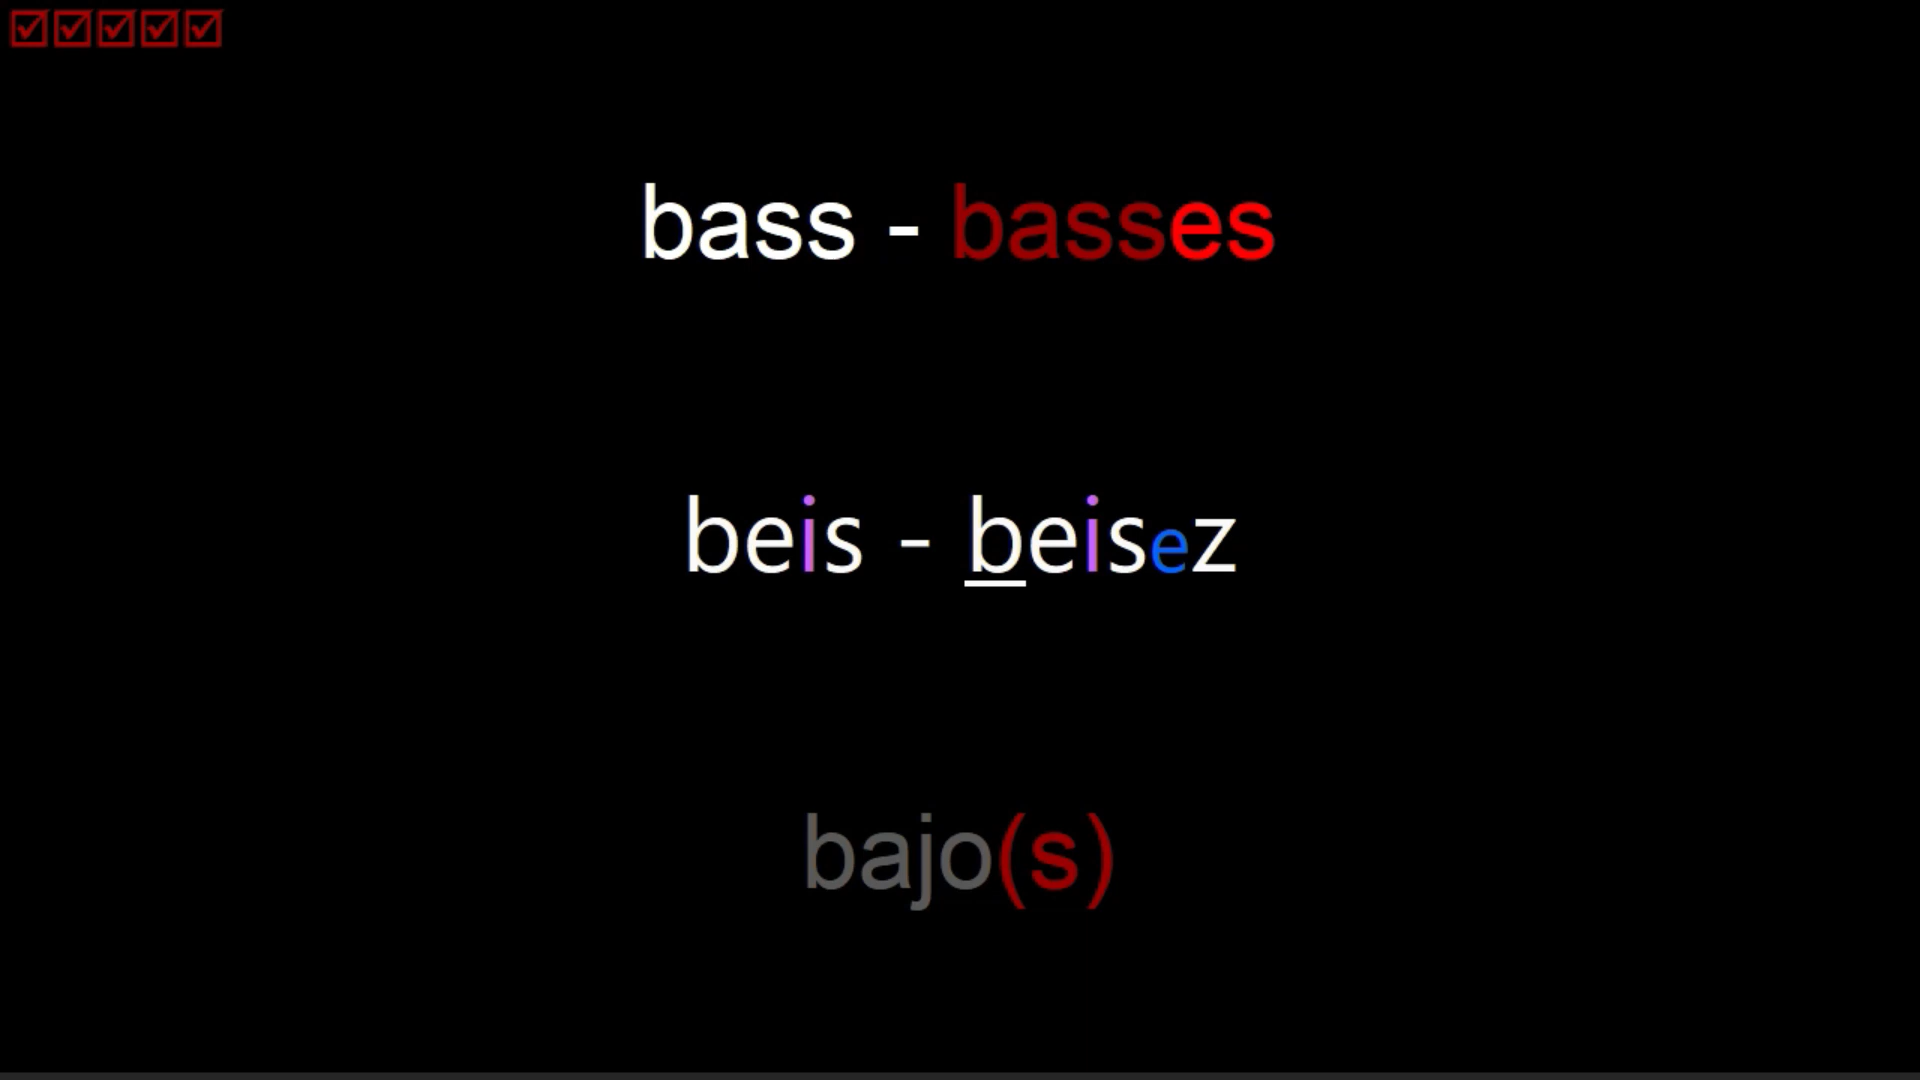 ☑☑☑☑☑
bass - basses
beis - beisez
bajo(s)